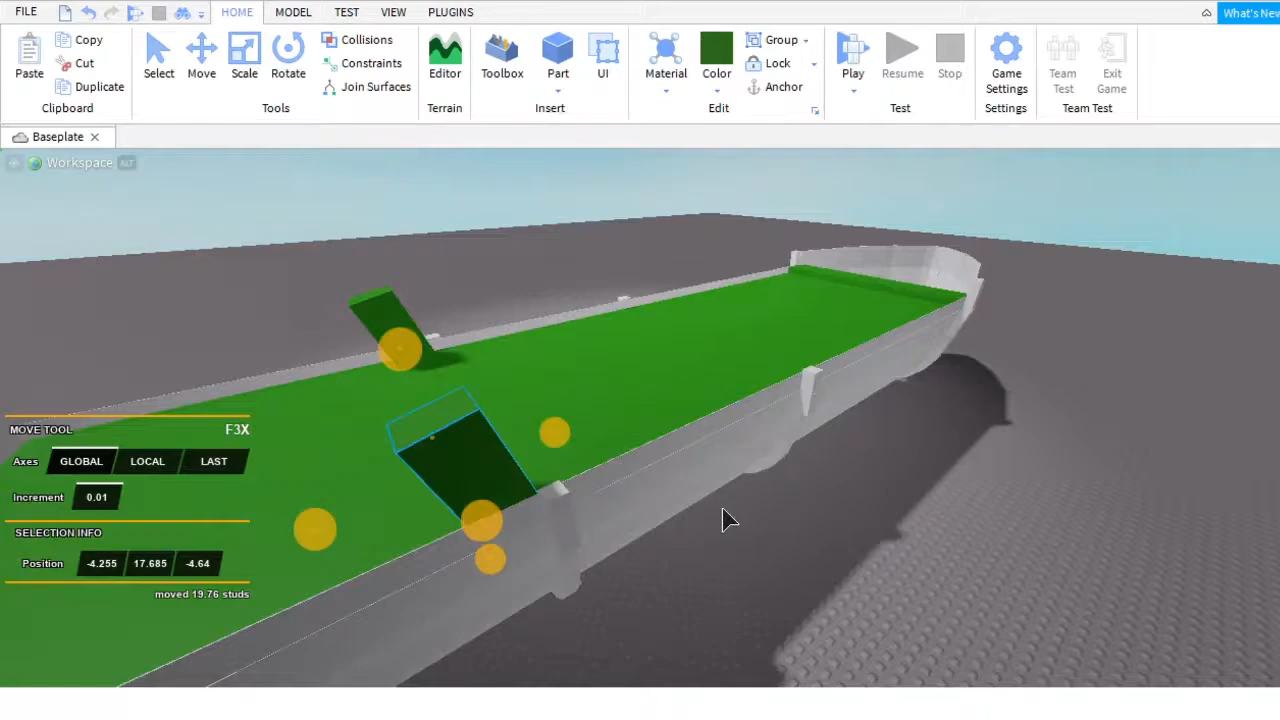 FILE HOME MODEL TEST VIEW PLUGINS What's New
Copy
Cut
Duplicate
Paste
Clipboard
Select Move Scale Rotate
Collisions
Constraints
Join Surfaces
Tools
Editor
Terrain
Toolbox Part UI
Insert
Material Color
Group
Lock
Anchor
Edit
Play Resume Stop
Test
Game
Settings
Settings
Team
Test
Exit
Game
Team Test
Baseplate
Workspace ALT
MOVE TOOL F3X
Axes GLOBAL LOCAL LAST
Increment 0.01
SELECTION INFO
Position -4.255 17.685 -4.64
moved 19.76 studs